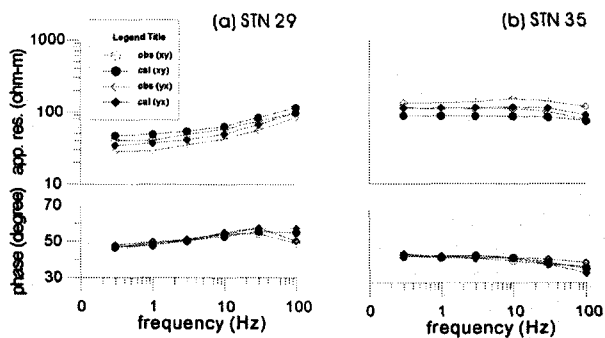 (a) STN 29
(b) STN 35
Legend Title
obs (xy)
cal (xy)
obs (yx)
cal (yx)
app. res. (ohm-m)
1000
100
10
phase (degree)
70
50
30
0 1 10 100
0 1 10 100
frequency (Hz)
frequency (Hz)